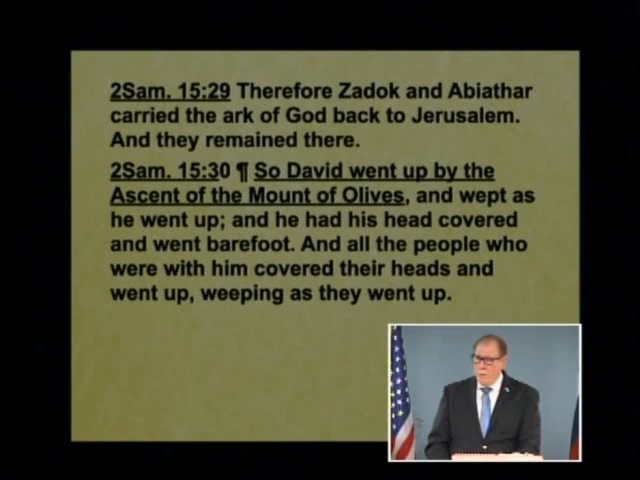 2Sam. 15:29 Therefore Zadok and Abiathar
carried the ark of God back to Jerusalem.
And they remained there.
2Sam. 15:30 ¶ So David went up by the
Ascent of the Mount of Olives, and wept as
he went up; and he had his head covered
and went barefoot. And all the people who
were with him covered their heads and
went up, weeping as they went up.